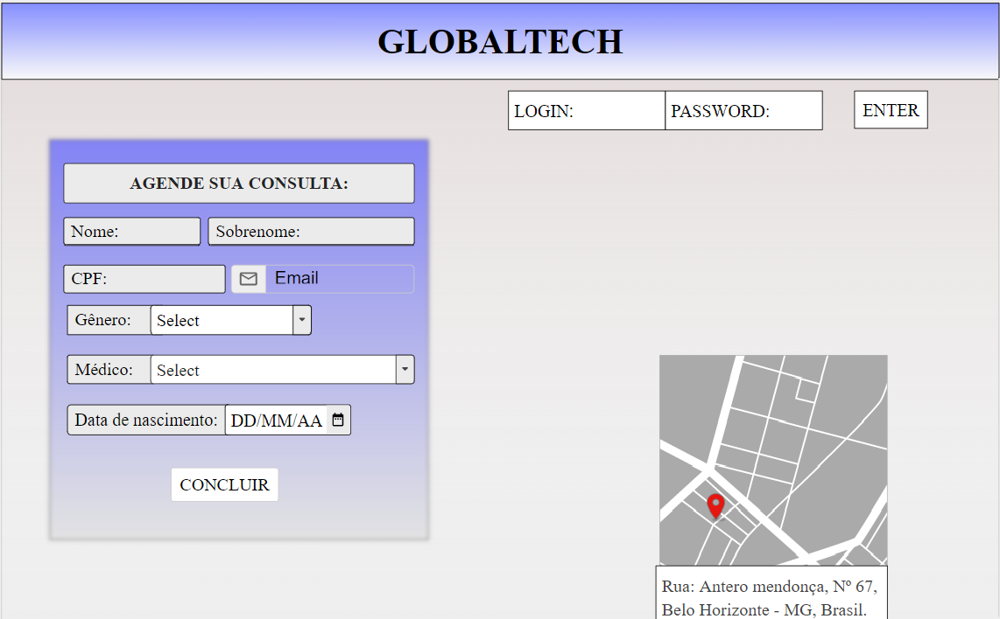 GLOBALTECH
LOGIN: PASSWORD: ENTER
AGENDE SUA CONSULTA:
Nome: Sobrenome:
CPF: Email
Gênero: Select
Médico: Select
Data de nascimento: DD/MM/AA
CONCLUIR
Rua: Antero mendonça, Nº 67,
Belo Horizonte - MG, Brasil.